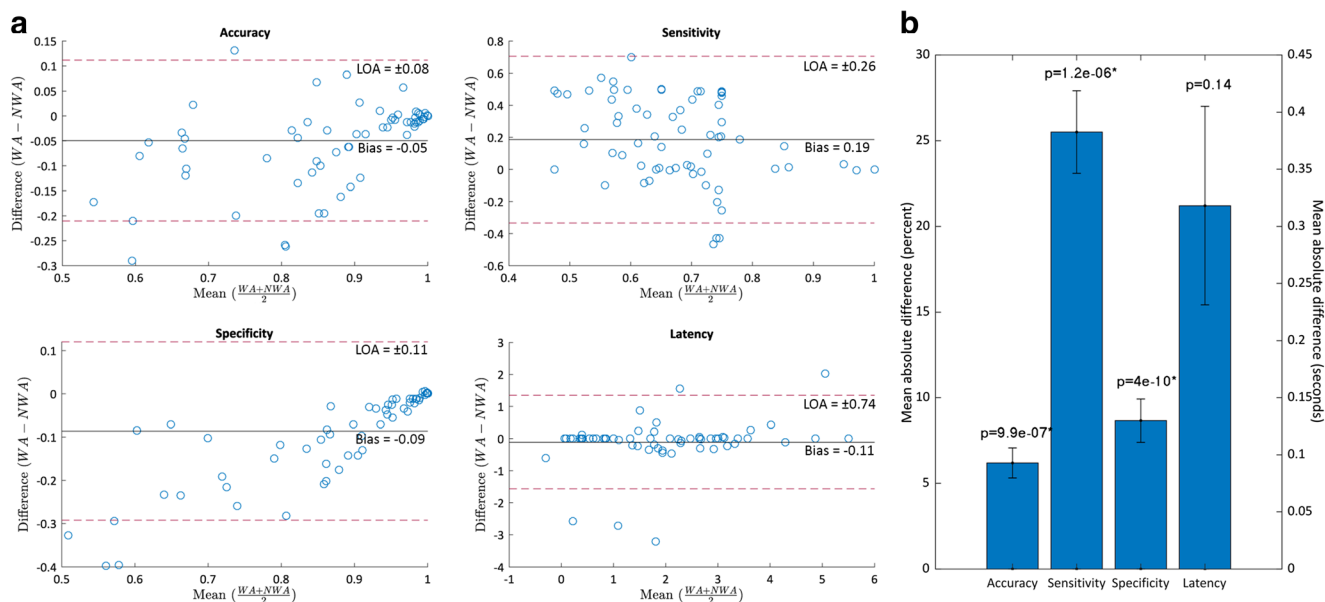 a
Accuracy
0.15
0.1
0.05
0
-0.05
-0.1
-0.15
-0.2
-0.25
-0.3
Difference (WA − NWA)
LOA = ±0.08
Bias = -0.05
0.5 0.6 0.7 0.8 0.9 1
Mean (WA+NWA/2)
Sensitivity
0.8
0.6
0.4
0.2
0
-0.2
-0.4
-0.6
Difference (WA − NWA)
LOA = ±0.26
Bias = 0.19
0.4 0.5 0.6 0.7 0.8 0.9 1
Mean (WA+NWA/2)
Specificity
0.1
0
-0.1
-0.2
-0.3
-0.4
Difference (WA − NWA)
LOA = ±0.11
Bias = -0.09
0.5 0.6 0.7 0.8 0.9 1
Mean (WA+NWA/2)
Latency
3
2
1
0
-1
-2
-3
-4
Difference (WA − NWA)
LOA = ±0.74
Bias = -0.11
-1 0 1 2 3 4 5 6
Mean (WA+NWA/2)
b
30
25
20
15
10
5
0
Mean absolute difference (percent)
p=9.9e-07*
p=1.2e-06*
p=4e-10*
p=0.14
Accuracy Sensitivity Specificity Latency
0.45
0.4
0.35
0.3
0.25
0.2
0.15
0.1
0.05
0
Mean absolute difference (seconds)